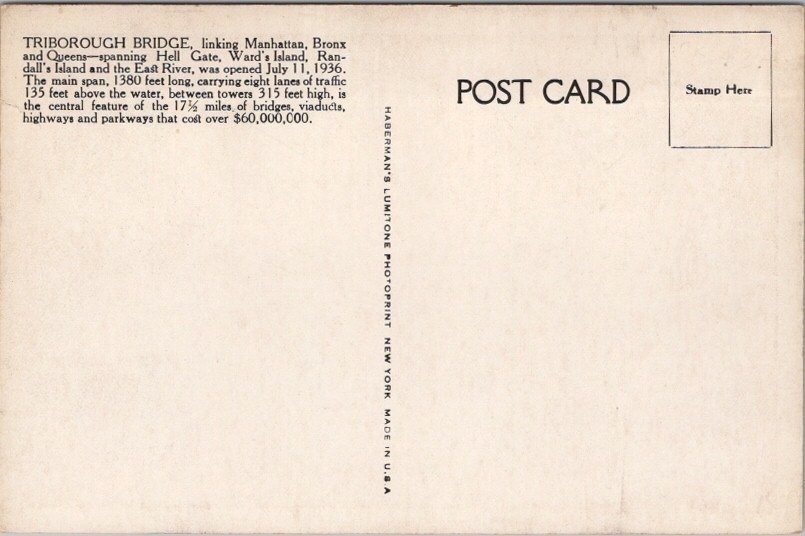 TRIBOROUGH BRIDGE, linking Manhattan, Bronx
and Queens—spanning Hell Gate, Ward's Island, Ran-
dall's Island and the East River, was opened July 11, 1936.
The main span, 1380 feet long, carrying eight lanes of traffic
135 feet above the water, between towers 315 feet high, is
the central feature of the 17½ miles of bridges, viaducts,
highways and parkways that cost over $60,000,000.
HABERMAN'S LUMITONE PHOTOPRINT NEW YORK MADE IN U.S.A
POST CARD
Stamp Here